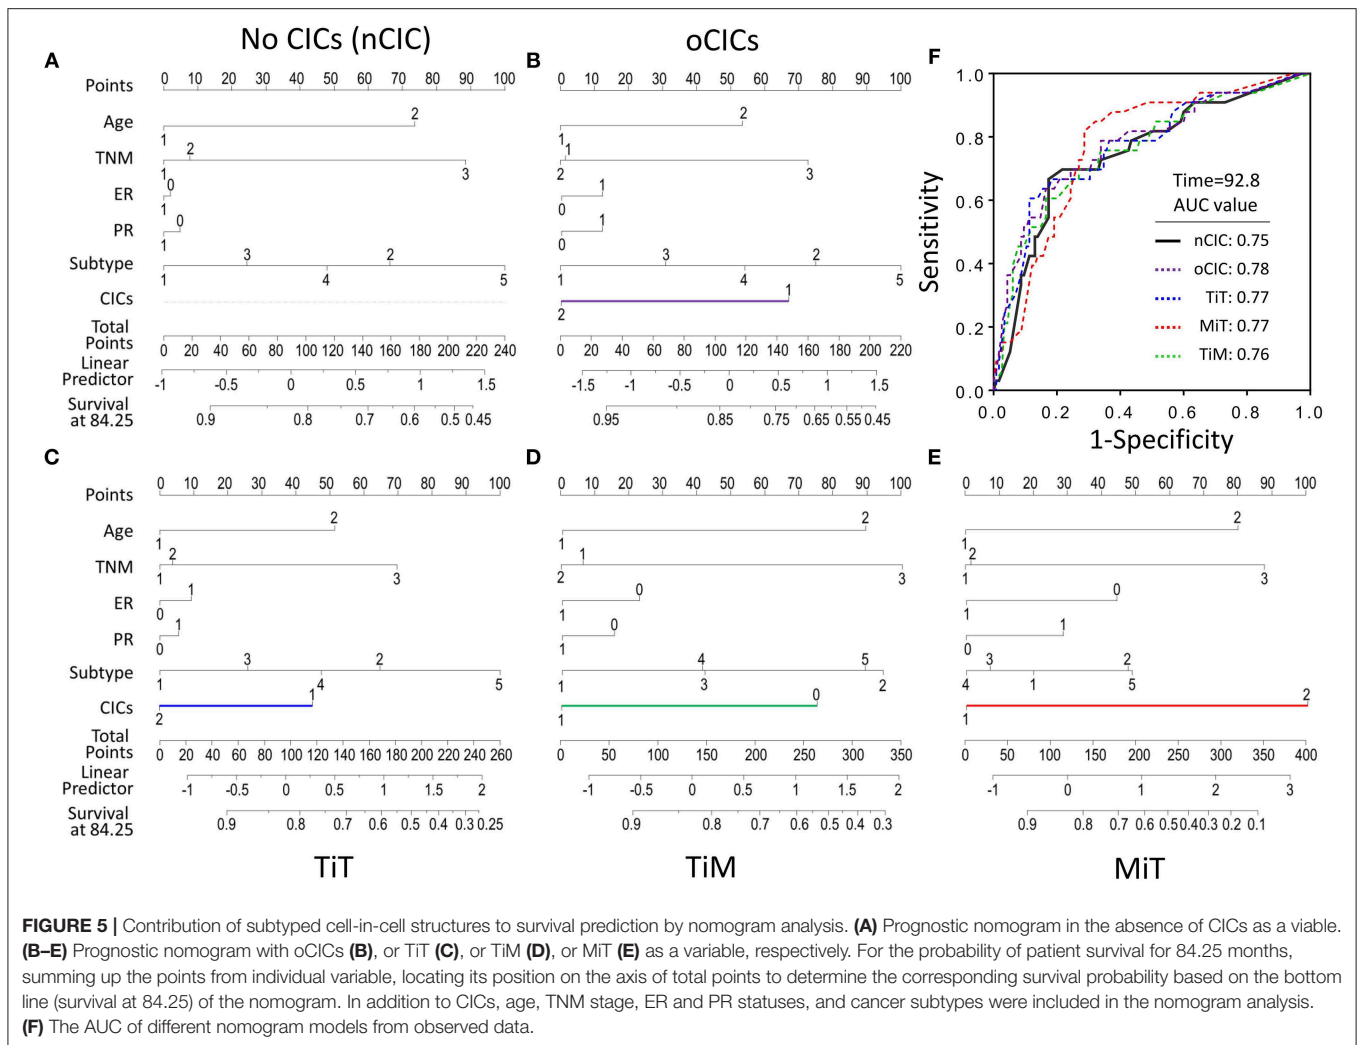 No CICs (nCIC)
A
Points
0 10 20 30 40 50 60 70 80 90 100
Age
1 2
TNM
1 2 3
ER
1 0
PR
1 0
Subtype
1 3 4 2 5
CICs
Total
Points
0 20 40 60 80 100 120 140 160 180 200 220 240
Linear
Predictor
-1 -0.5 0 0.5 1 1.5
Survival
at 84.25
0.9 0.8 0.7 0.6 0.5 0.45
oCICs
B
0 10 20 30 40 50 60 70 80 90 100
1 2
2 1 3
0 1
0 1
1 3 4 2 5
2 1
0 20 40 60 80 100 120 140 160 180 200 220
-1.5 -1 -0.5 0 0.5 1 1.5
0.95 0.85 0.75 0.65 0.55 0.45
F
1.0
0.8
0.6
0.4
0.2
0.0
Sensitivity
Time=92.8
AUC value
nCIC: 0.75
oCIC: 0.78
TiT: 0.77
MiT: 0.77
TiM: 0.76
0.0 0.2 0.4 0.6 0.8 1.0
1-Specificity
C
Points
0 10 20 30 40 50 60 70 80 90 100
Age
1 2
TNM
1 2 3
ER
0 1
PR
0 1
Subtype
1 3 4 2 5
CICs
2 1
Total
Points
0 20 40 60 80 100 120 140 160 180 200 220 240 260
Linear
Predictor
-1 -0.5 0 0.5 1 1.5 2
Survival
at 84.25
0.9 0.8 0.7 0.6 0.5 0.4 0.3 0.25
TiT
D
0 10 20 30 40 50 60 70 80 90 100
1 2
2 1 3
1 0
1 0
1 4 3 5 2
1 0
0 50 100 150 200 250 300 350
-1 -0.5 0 0.5 1 1.5 2
0.9 0.8 0.7 0.6 0.5 0.4 0.3
TiM
E
0 10 20 30 40 50 60 70 80 90 100
1 2
1 2 3
1 0
0 1
4 3 1 2 5
1 2
0 50 100 150 200 250 300 350 400
-1 0 1 2 3
0.9 0.8 0.7 0.6 0.5 0.4 0.3 0.2 0.1
MiT
FIGURE 5 | Contribution of subtyped cell-in-cell structures to survival prediction by nomogram analysis. (A) Prognostic nomogram in the absence of CICs as a viable.
(B–E) Prognostic nomogram with oCICs (B), or TiT (C), or TiM (D), or MiT (E) as a variable, respectively. For the probability of patient survival for 84.25 months,
summing up the points from individual variable, locating its position on the axis of total points to determine the corresponding survival probability based on the bottom
line (survival at 84.25) of the nomogram. In addition to CICs, age, TNM stage, ER and PR statuses, and cancer subtypes were included in the nomogram analysis.
(F) The AUC of different nomogram models from observed data.